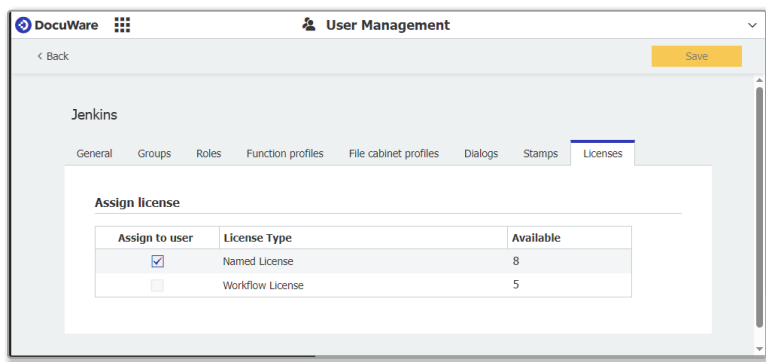 DocuWare User Management
< Back Save
Jenkins
General Groups Roles Function profiles File cabinet profiles Dialogs Stamps Licenses
Assign license
Assign to user License Type Available
Named License 8
Workflow License 5